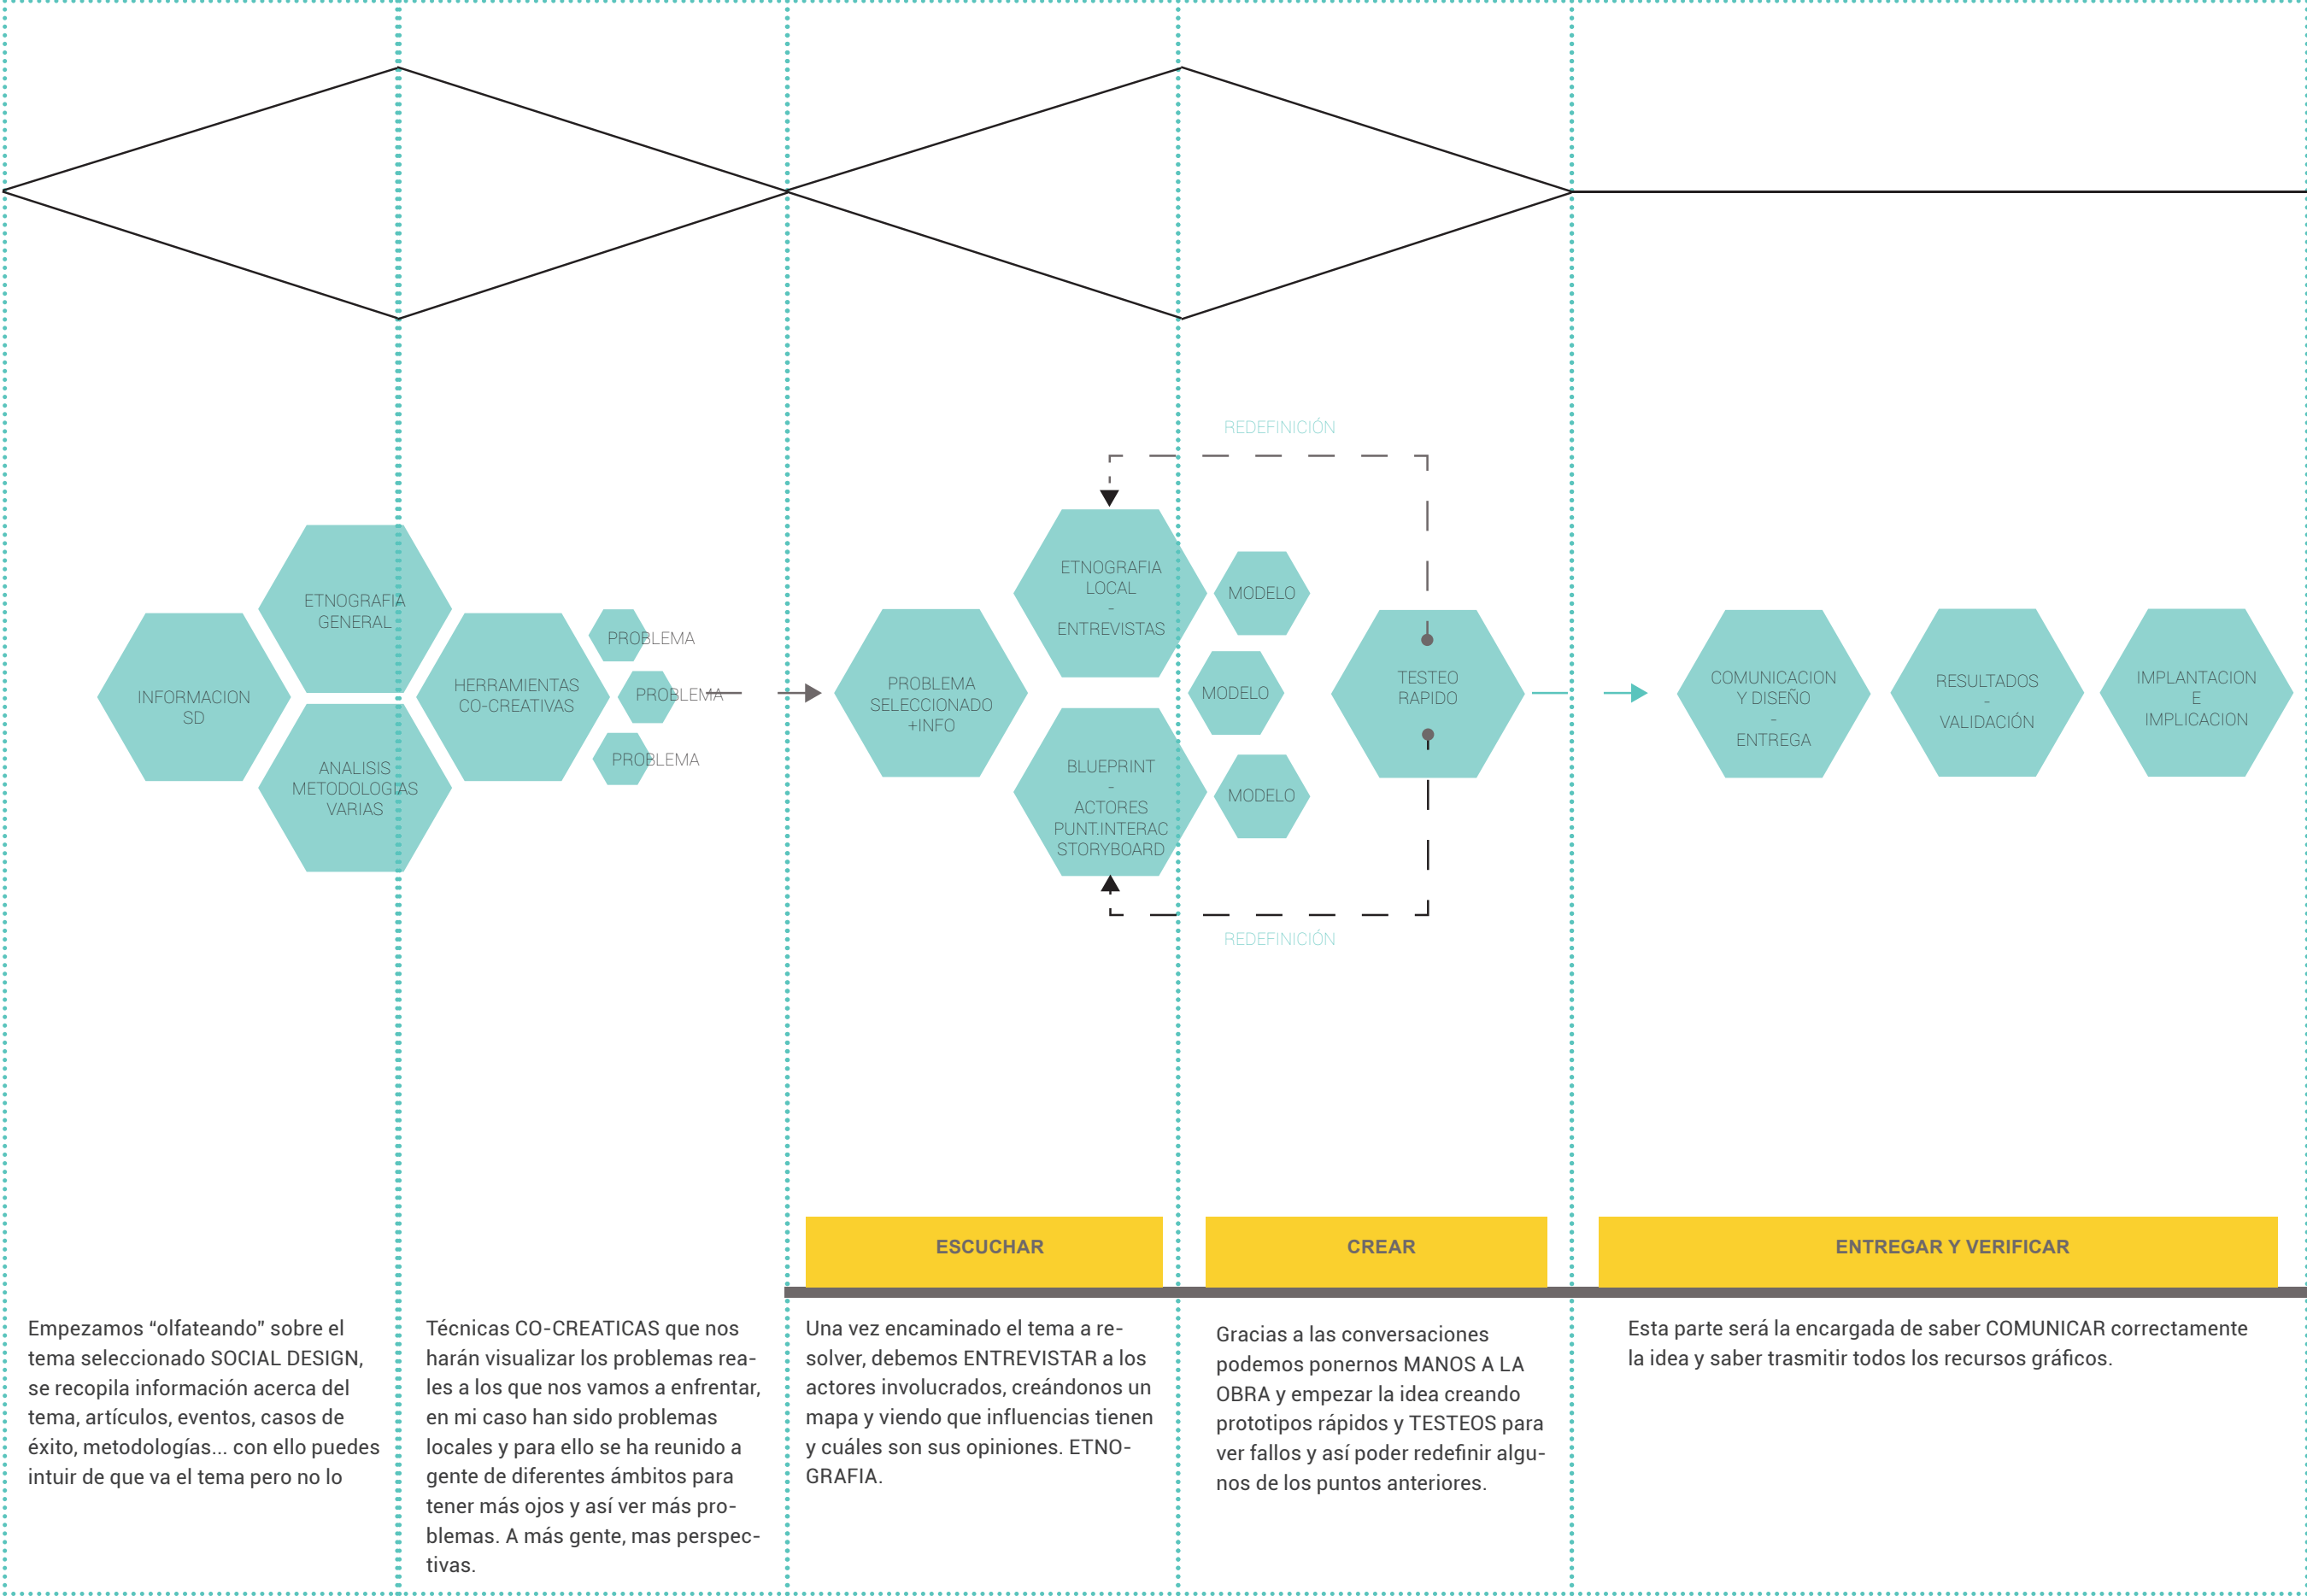 REDEFINICIÓN
ETNOGRAFIA
GENERAL
INFORMACION
SD
ANALISIS
METODOLOGIAS
VARIAS
HERRAMIENTAS
CO-CREATIVAS
PROBLEMA
PROBLEMA
PROBLEMA
PROBLEMA
SELECCIONADO
+INFO
ETNOGRAFIA
LOCAL
-
ENTREVISTAS
BLUEPRINT
-
ACTORES
PUNT.INTERAC
STORYBOARD
MODELO
MODELO
MODELO
TESTEO
RAPIDO
REDEFINICIÓN
COMUNICACION
Y DISEÑO
-
ENTREGA
RESULTADOS
-
VALIDACIÓN
IMPLANTACION
E
IMPLICACION
ESCUCHAR
CREAR
ENTREGAR Y VERIFICAR
Empezamos “olfateando” sobre el
tema seleccionado SOCIAL DESIGN,
se recopila información acerca del
tema, artículos, eventos, casos de
éxito, metodologías... con ello puedes
intuir de que va el tema pero no lo
Técnicas CO-CREATICAS que nos
harán visualizar los problemas rea-
les a los que nos vamos a enfrentar,
en mi caso han sido problemas
locales y para ello se ha reunido a
gente de diferentes ámbitos para
tener más ojos y así ver más pro-
blemas. A más gente, mas perspec-
tivas.
Una vez encaminado el tema a re-
solver, debemos ENTREVISTAR a los
actores involucrados, creándonos un
mapa y viendo que influencias tienen
y cuáles son sus opiniones. ETNO-
GRAFIA.
Gracias a las conversaciones
podemos ponernos MANOS A LA
OBRA y empezar la idea creando
prototipos rápidos y TESTEOS para
ver fallos y así poder redefinir algu-
nos de los puntos anteriores.
Esta parte será la encargada de saber COMUNICAR correctamente
la idea y saber trasmitir todos los recursos gráficos.